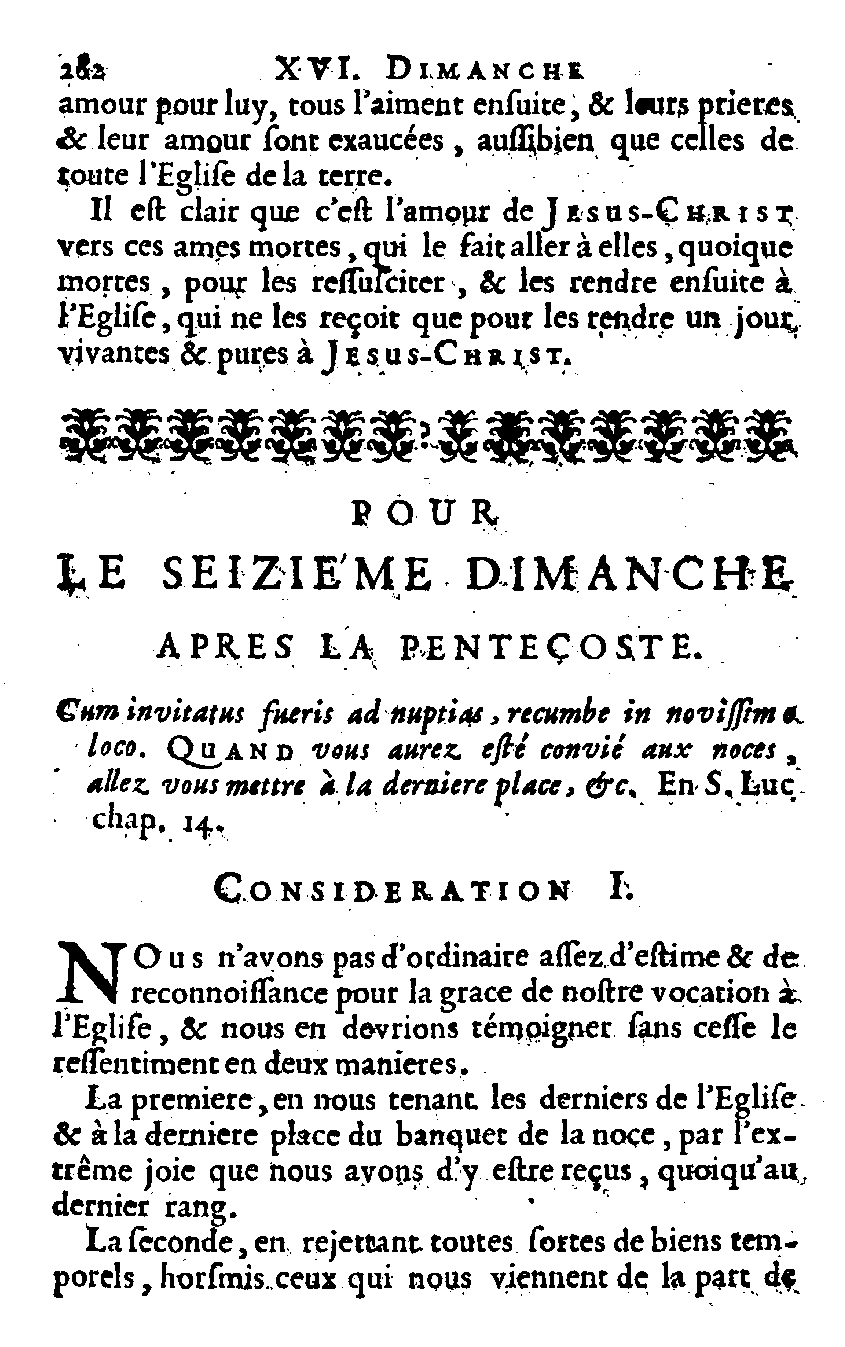 282 XVI. DIMANCHE
amour pour luy, tous l'aiment enſuite, & leurs prieres
& leur amour ſont exaucées, auſſibien que celles de
toute l'Egliſe de la terre.
Il eſt clair que c'eſt l'amour de JESUS-CHRIST
vers ces ames mortes, qui le fait aller à elles, quoique
mortes, pour les reſſuſciter, & les rendre enſuite à
l'Egliſe, qui ne les reçoit que pour les rendre un jour
vivantes & pures à JESUS-CHRIST.
POUR
LE SEIZIE'ME DIMANCHE
APRES LA PENTECOSTE.
Cum invitatus fueris ad nuptias, recumbe in noviſſimo
loco. QUAND vous aurez eſté convié aux noces,
allez vous mettre à la derniere place, &c. En S. Luc
chap. 14.
CONSIDERATION I.
NOus n'avons pas d'ordinaire aſſez d'eſtime & de
reconnoiſſance pour la grace de noſtre vocation à
l'Egliſe, & nous en devrions témoigner ſans ceſſe le
reſſentiment en deux manieres.
La premiere, en nous tenant les derniers de l'Egliſe
& à la derniere place du banquet de la noce, par l'ex-
trême joie que nous avons d'y eſtre reçus, quoiqu'au
dernier rang.
La ſeconde, en rejettant toutes ſortes de biens tem-
porels, horſmis ceux qui nous viennent de la part de